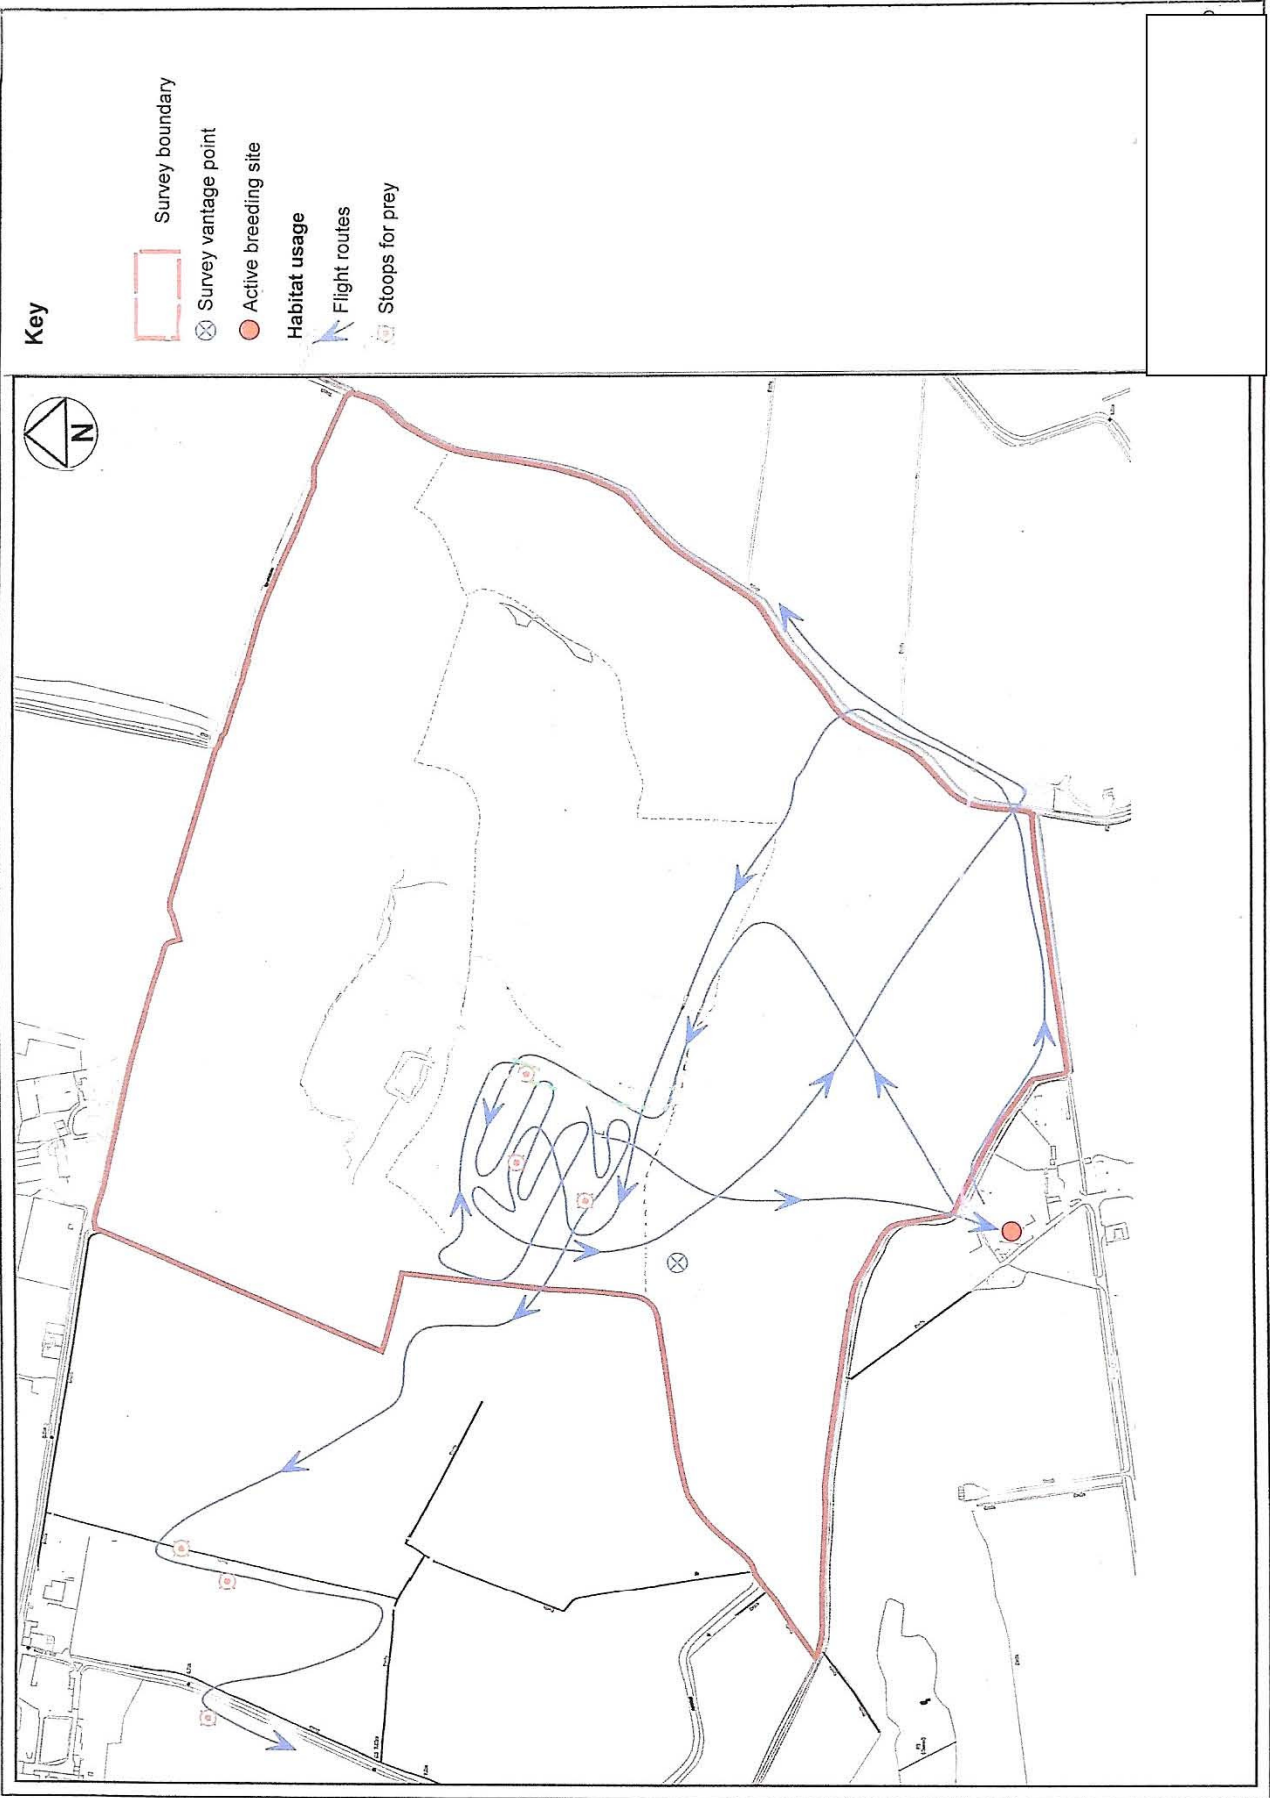 Key
Survey boundary
Survey vantage point
Active breeding site
Habitat usage
Flight routes
Stoops for prey
N